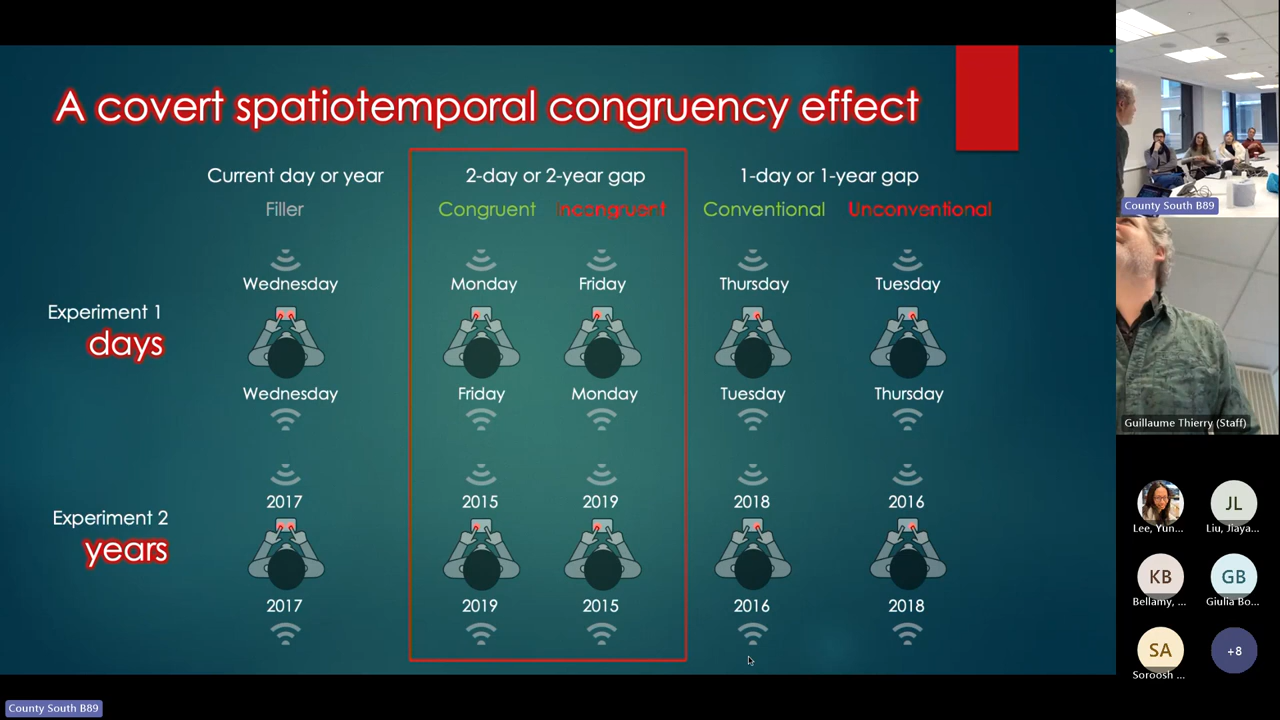 A covert spatiotemporal congruency effect
Current day or year
2-day or 2-year gap
1-day or 1-year gap
Filler
Congruent
Incongruent
Conventional
Unconventional
Experiment 1
days
Wednesday
Monday
Friday
Thursday
Tuesday
Wednesday
Friday
Monday
Tuesday
Thursday
Experiment 2
years
2017
2015
2019
2018
2016
2017
2019
2015
2016
2018
County South B89
County South B89
Guillaume Thierry (Staff)
Lee, Yun...
JL
Liu, Jiaya...
KB
Bellamy, ...
GB
Giulia Bo...
SA
Soroosh ...
+8